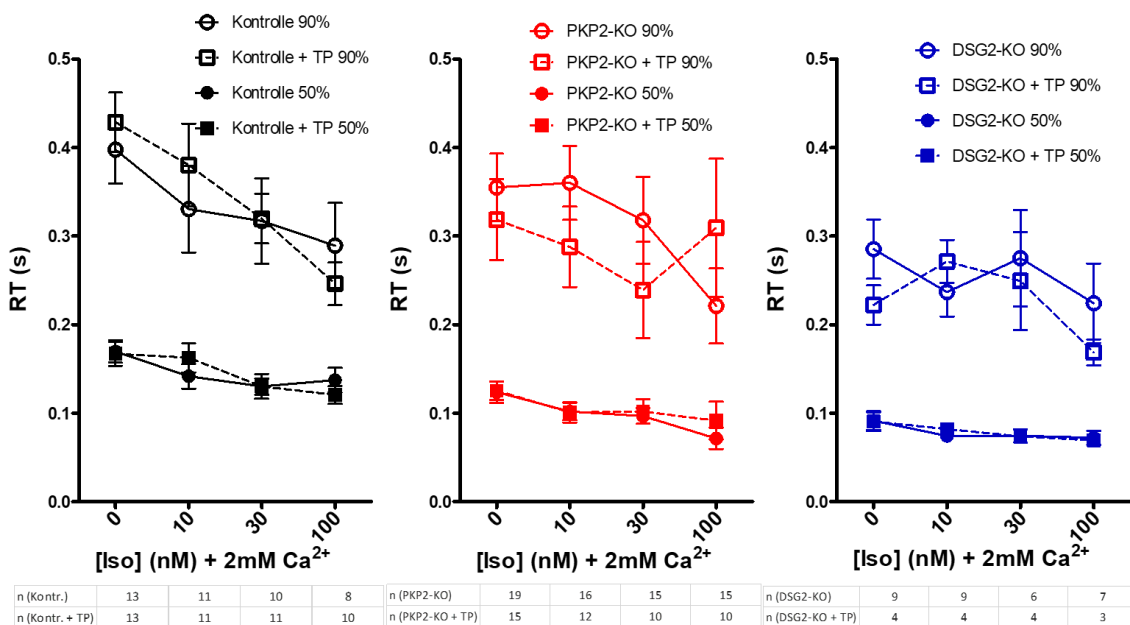 Kontrolle 90%
Kontrolle + TP 90%
Kontrolle 50%
Kontrolle + TP 50%
0.5
0.4
0.3
0.2
0.1
0.0
RT (s)
0
10
30
100
[Iso] (nM) + 2mM Ca²⁺
n (Kontr.) 13 11 10 8
n (Kontr. + TP) 13 11 11 10
PKP2-KO 90%
PKP2-KO + TP 90%
PKP2-KO 50%
PKP2-KO + TP 50%
0.5
0.4
0.3
0.2
0.1
0.0
RT (s)
0
10
30
100
[Iso] (nM) + 2mM Ca²⁺
n (PKP2-KO) 19 16 15 15
n (PKP2-KO + TP) 15 12 10 10
DSG2-KO 90%
DSG2-KO + TP 90%
DSG2-KO 50%
DSG2-KO + TP 50%
0.5
0.4
0.3
0.2
0.1
0.0
RT (s)
0
10
30
100
[Iso] (nM) + 2mM Ca²⁺
n (DSG2-KO) 9 9 6 7
n (DSG2-KO + TP) 4 4 4 3